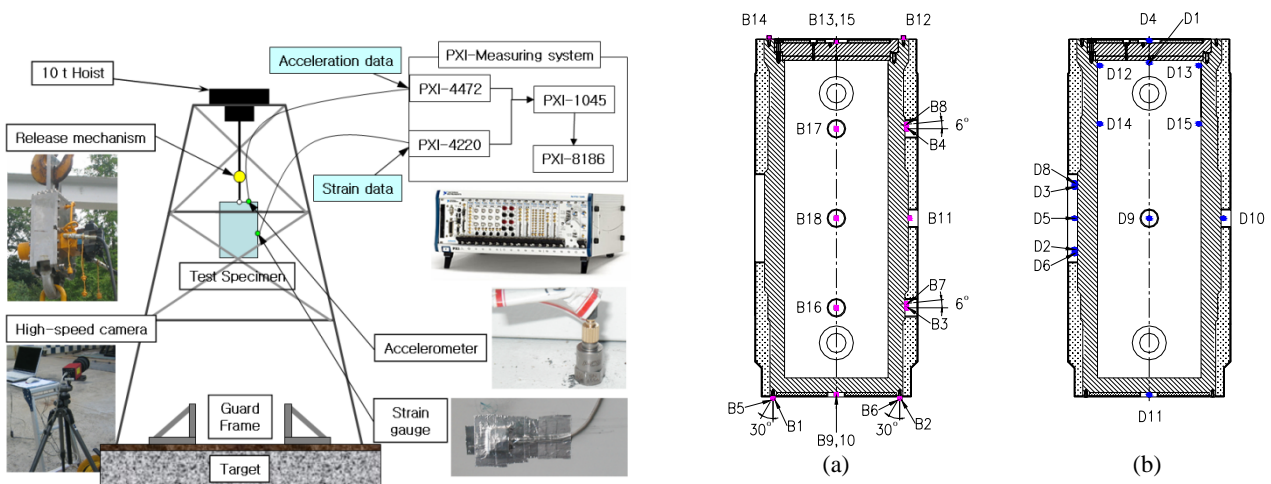 Acceleration data
PXI-Measuring system
10 t Hoist
PXI-4472
PXI-1045
Release mechanism
PXI-4220
PXI-8186
Strain data
Test Specimen
High-speed camera
Accelerometer
Guard
Frame
Strain
gauge
Target
B14
B13,15
B12
B8
6°
B4
B17
B18
B11
B7
6°
B3
B16
B5
B1
30°
B9,10
B6
B2
30°
(a)
D4
D1
D12
D13
D14
D15
D8
D3
D5
D9
D10
D2
D6
D11
(b)